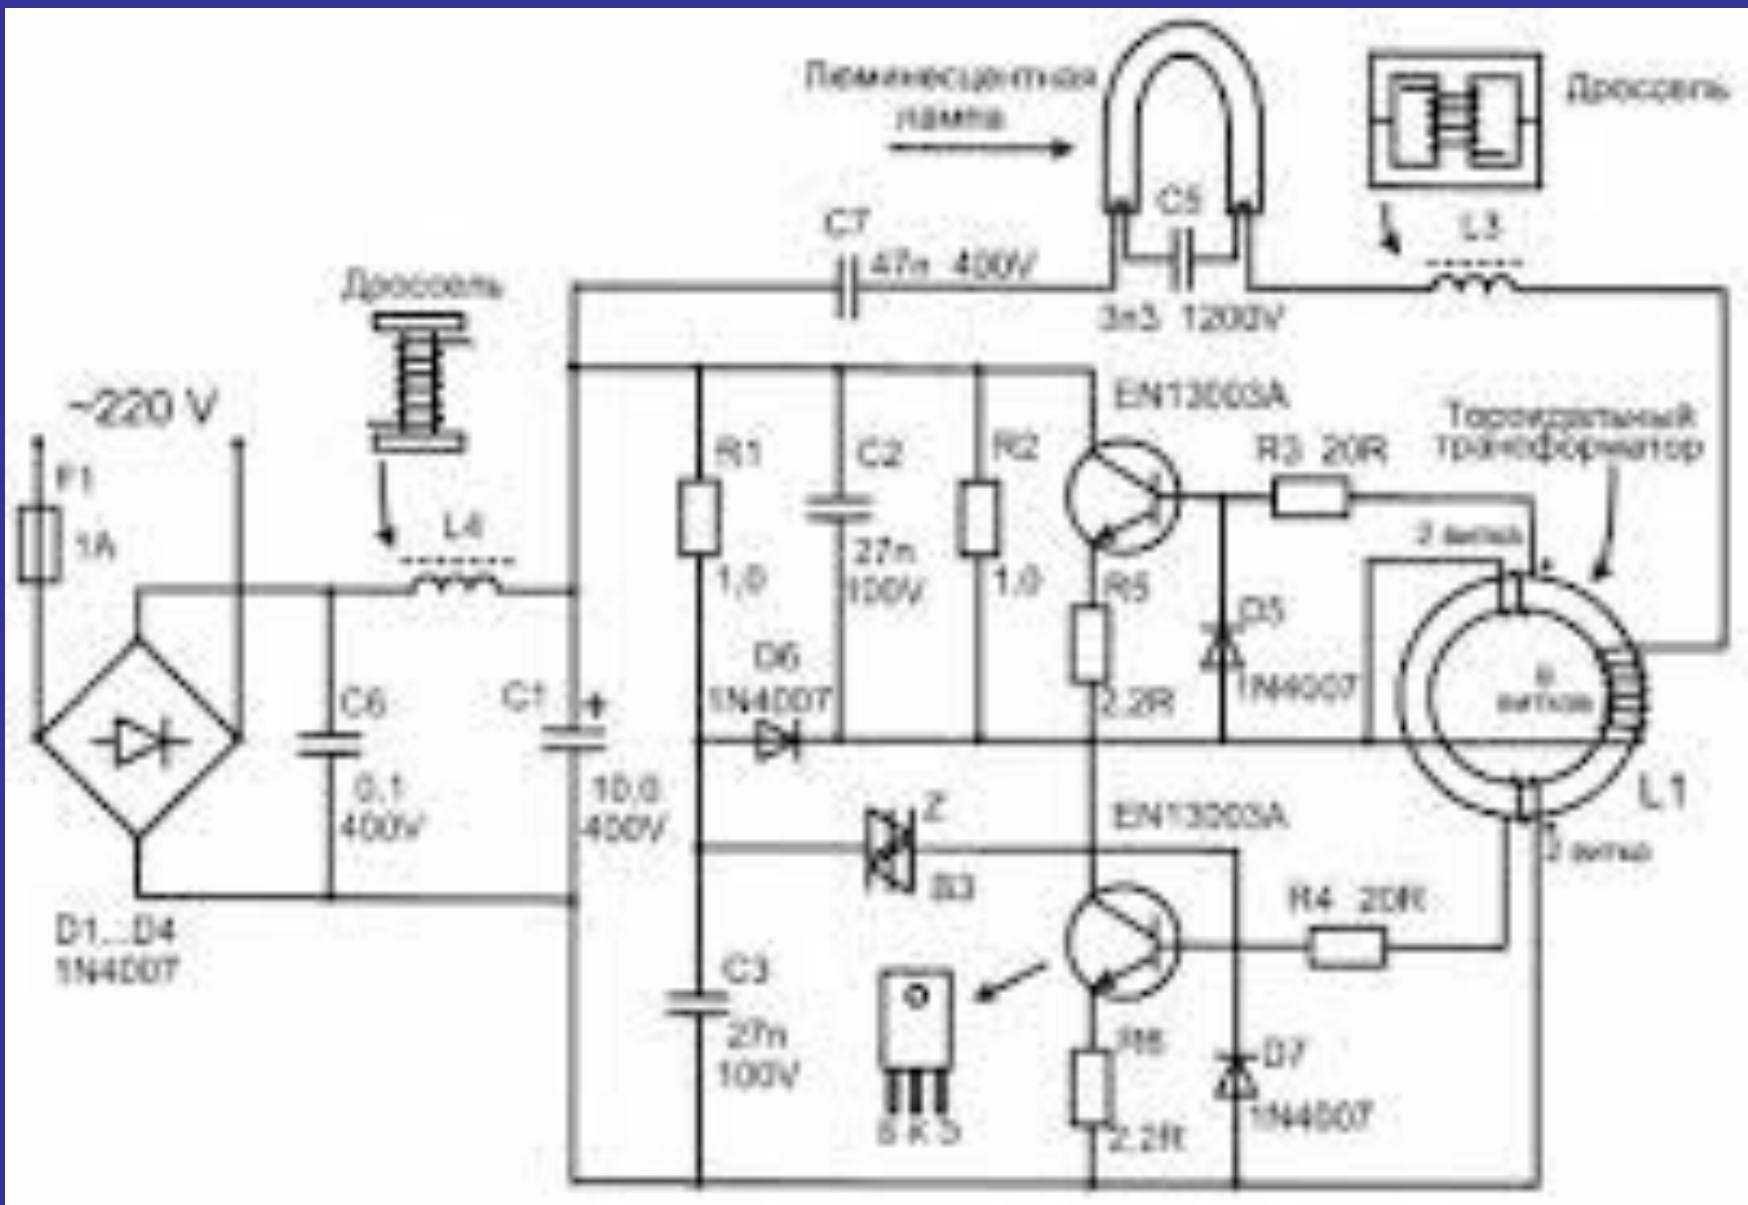 Люминесцентная
лампа
Дроссель
C5
L3
C7
47n 400V
3n3 1200V
Дроссель
~220 V
EN13003A
Тороидальный
трансформатор
F1
1A
L4
R1
1,0
C2
27n
100V
R2
1,0
R3 20R
2 витка
R5
2,2R
D5
1N4007
D6
1N4007
C6
0,1
400V
C1
+
10,0
400V
витков
L1
2 витка
EN13003A
Z
R4 20R
D1...D4
1N4007
C3
27n
100V
Б К Э
R6
2,2R
D7
1N4007